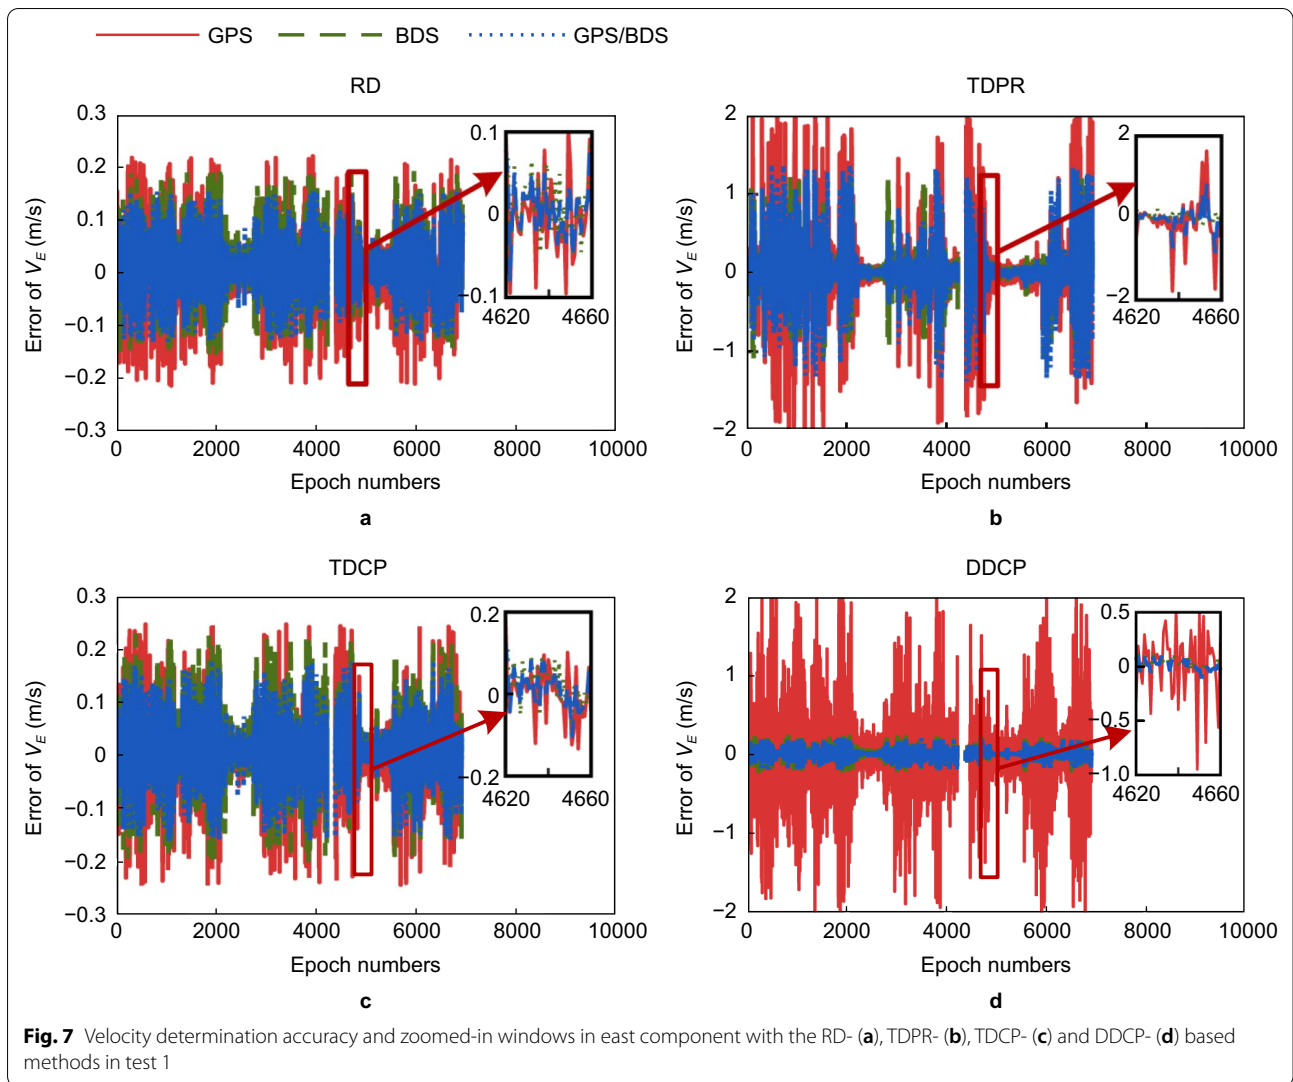 GPS BDS GPS/BDS
RD
0.3
0.2
0.1
0
−0.1
−0.2
−0.3
Error of V_E (m/s)
0.1
0
−0.1
4620 4660
0 2000 4000 6000 8000 10000
Epoch numbers
a
TDPR
2
1
0
−1
−2
Error of V_E (m/s)
2
0
−2
4620 4660
0 2000 4000 6000 8000 10000
Epoch numbers
b
TDCP
0.3
0.2
0.1
0
−0.1
−0.2
−0.3
Error of V_E (m/s)
0.2
0
−0.2
4620 4660
0 2000 4000 6000 8000 10000
Epoch numbers
c
DDCP
2
1
0
−1
−2
Error of V_E (m/s)
0.5
0
−0.5
−1.0
4620 4660
0 2000 4000 6000 8000 10000
Epoch numbers
d
Fig. 7 Velocity determination accuracy and zoomed-in windows in east component with the RD- (a), TDPR- (b), TDCP- (c) and DDCP- (d) based
methods in test 1